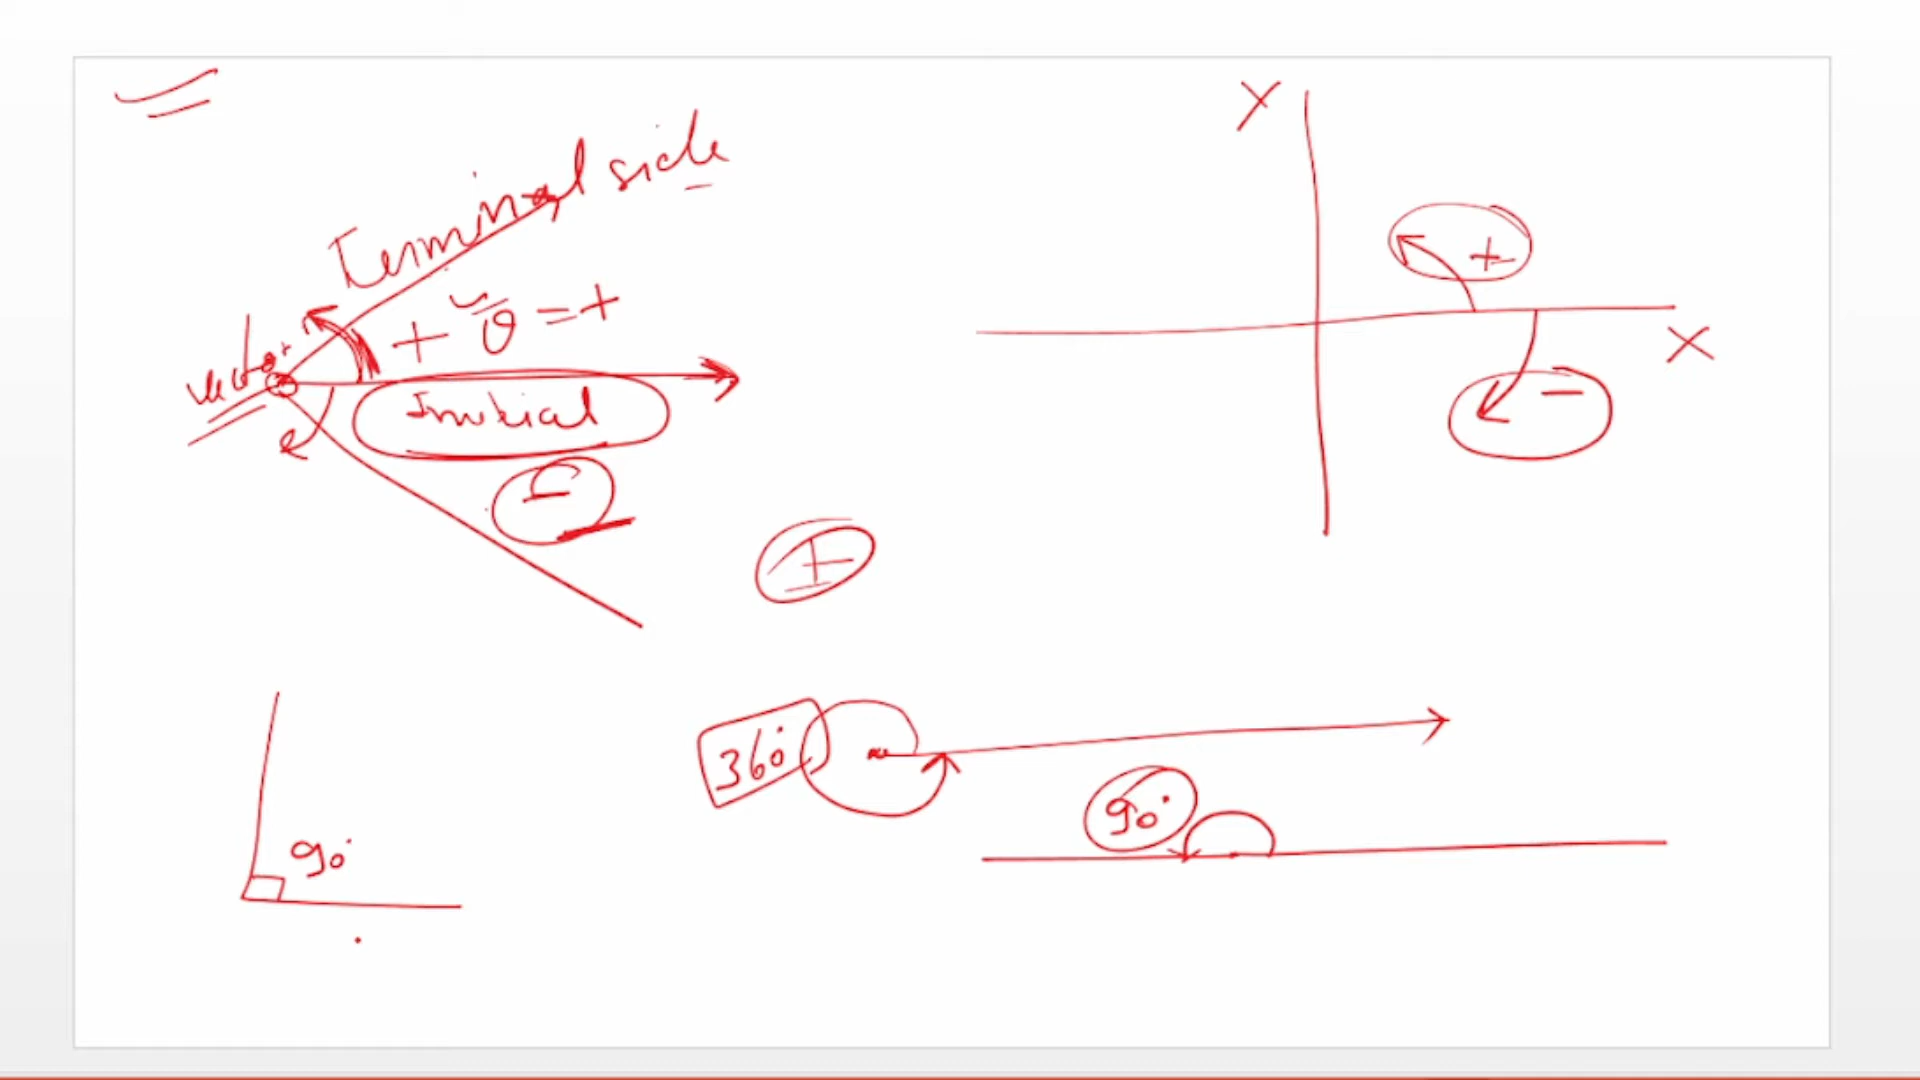 Terminal side
+ θ = +
Initial
−
+
Y
+
X
−
360°
90°
90°